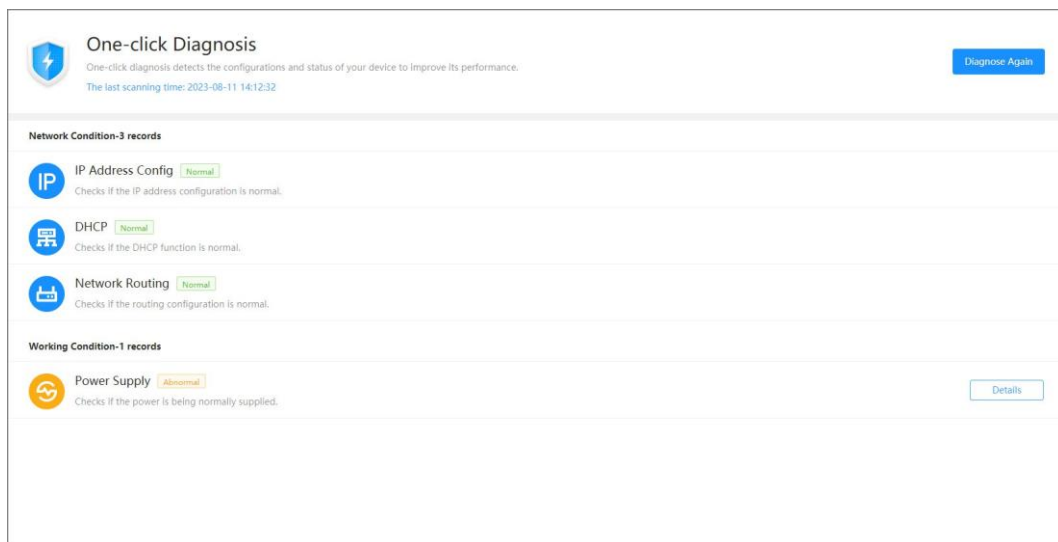 One-click Diagnosis
One-click diagnosis detects the configurations and status of your device to improve its performance.
The last scanning time: 2023-08-11 14:12:32
Diagnose Again
Network Condition-3 records
IP
IP Address Config Normal
Checks if the IP address configuration is normal.
DHCP Normal
Checks if the DHCP function is normal.
Network Routing Normal
Checks if the routing configuration is normal.
Working Condition-1 records
Power Supply Abnormal
Checks if the power is being normally supplied.
Details